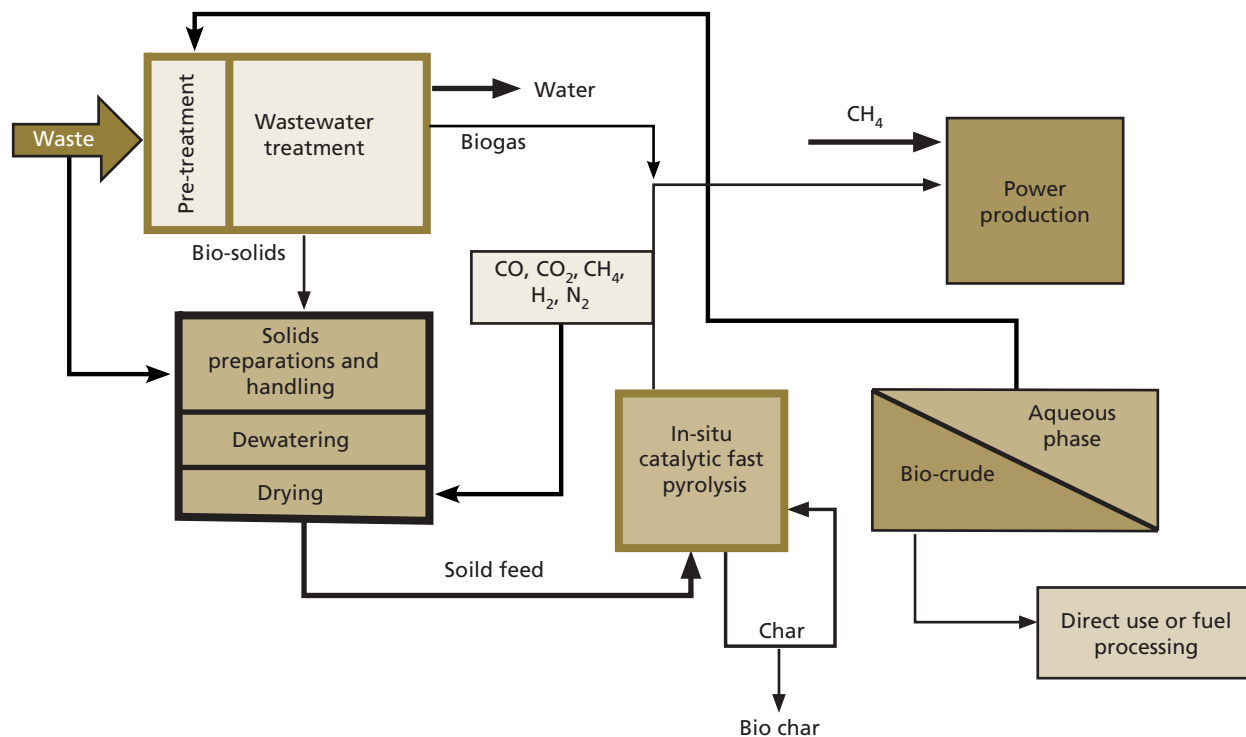 Waste
Pre-treatment
Wastewater
treatment
Water
Biogas
CH₄
Power
production
Bio-solids
CO, CO₂, CH₄,
H₂, N₂
Solids
preparations and
handling
Dewatering
Drying
In-situ
catalytic fast
pyrolysis
Aqueous
phase
Bio-crude
Soild feed
Char
Bio char
Direct use or fuel
processing